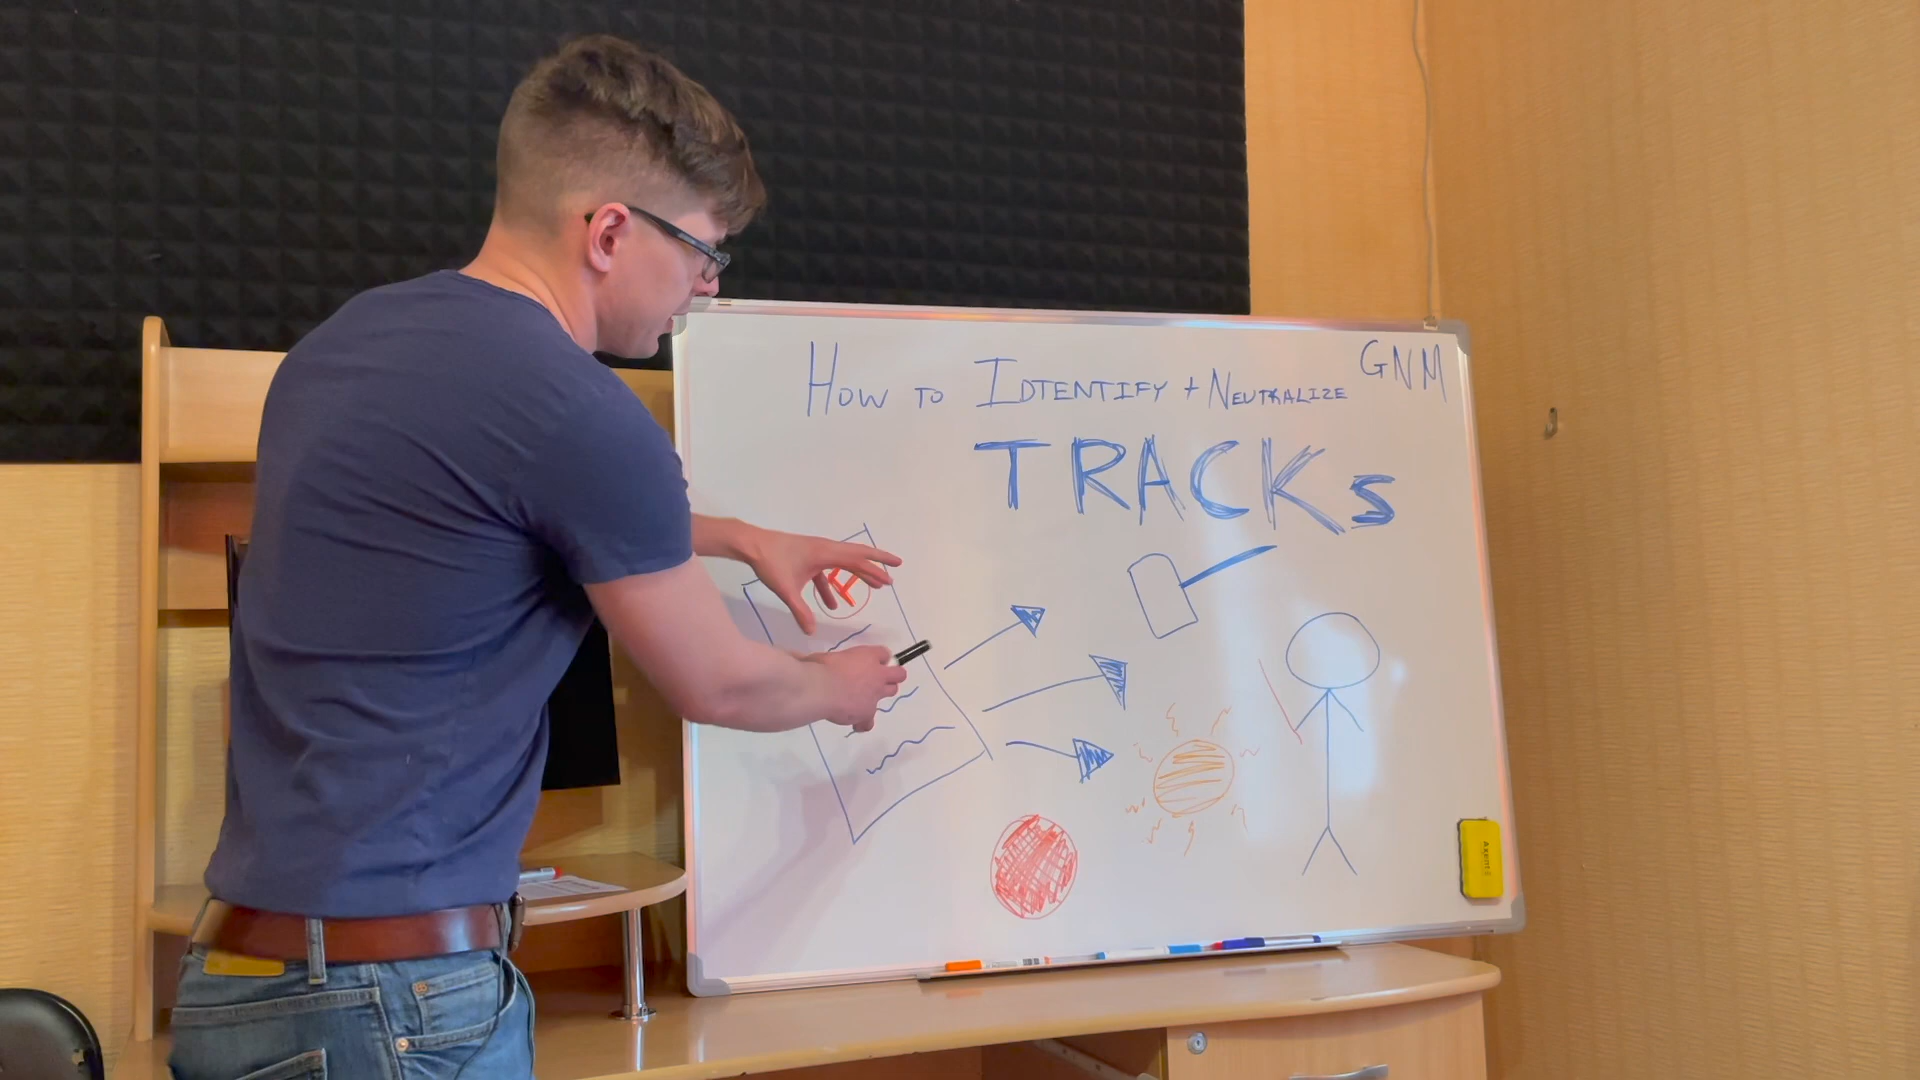 HOW TO IDTENTIFY + NEUTRALIZE
GNM
TRACKS
F